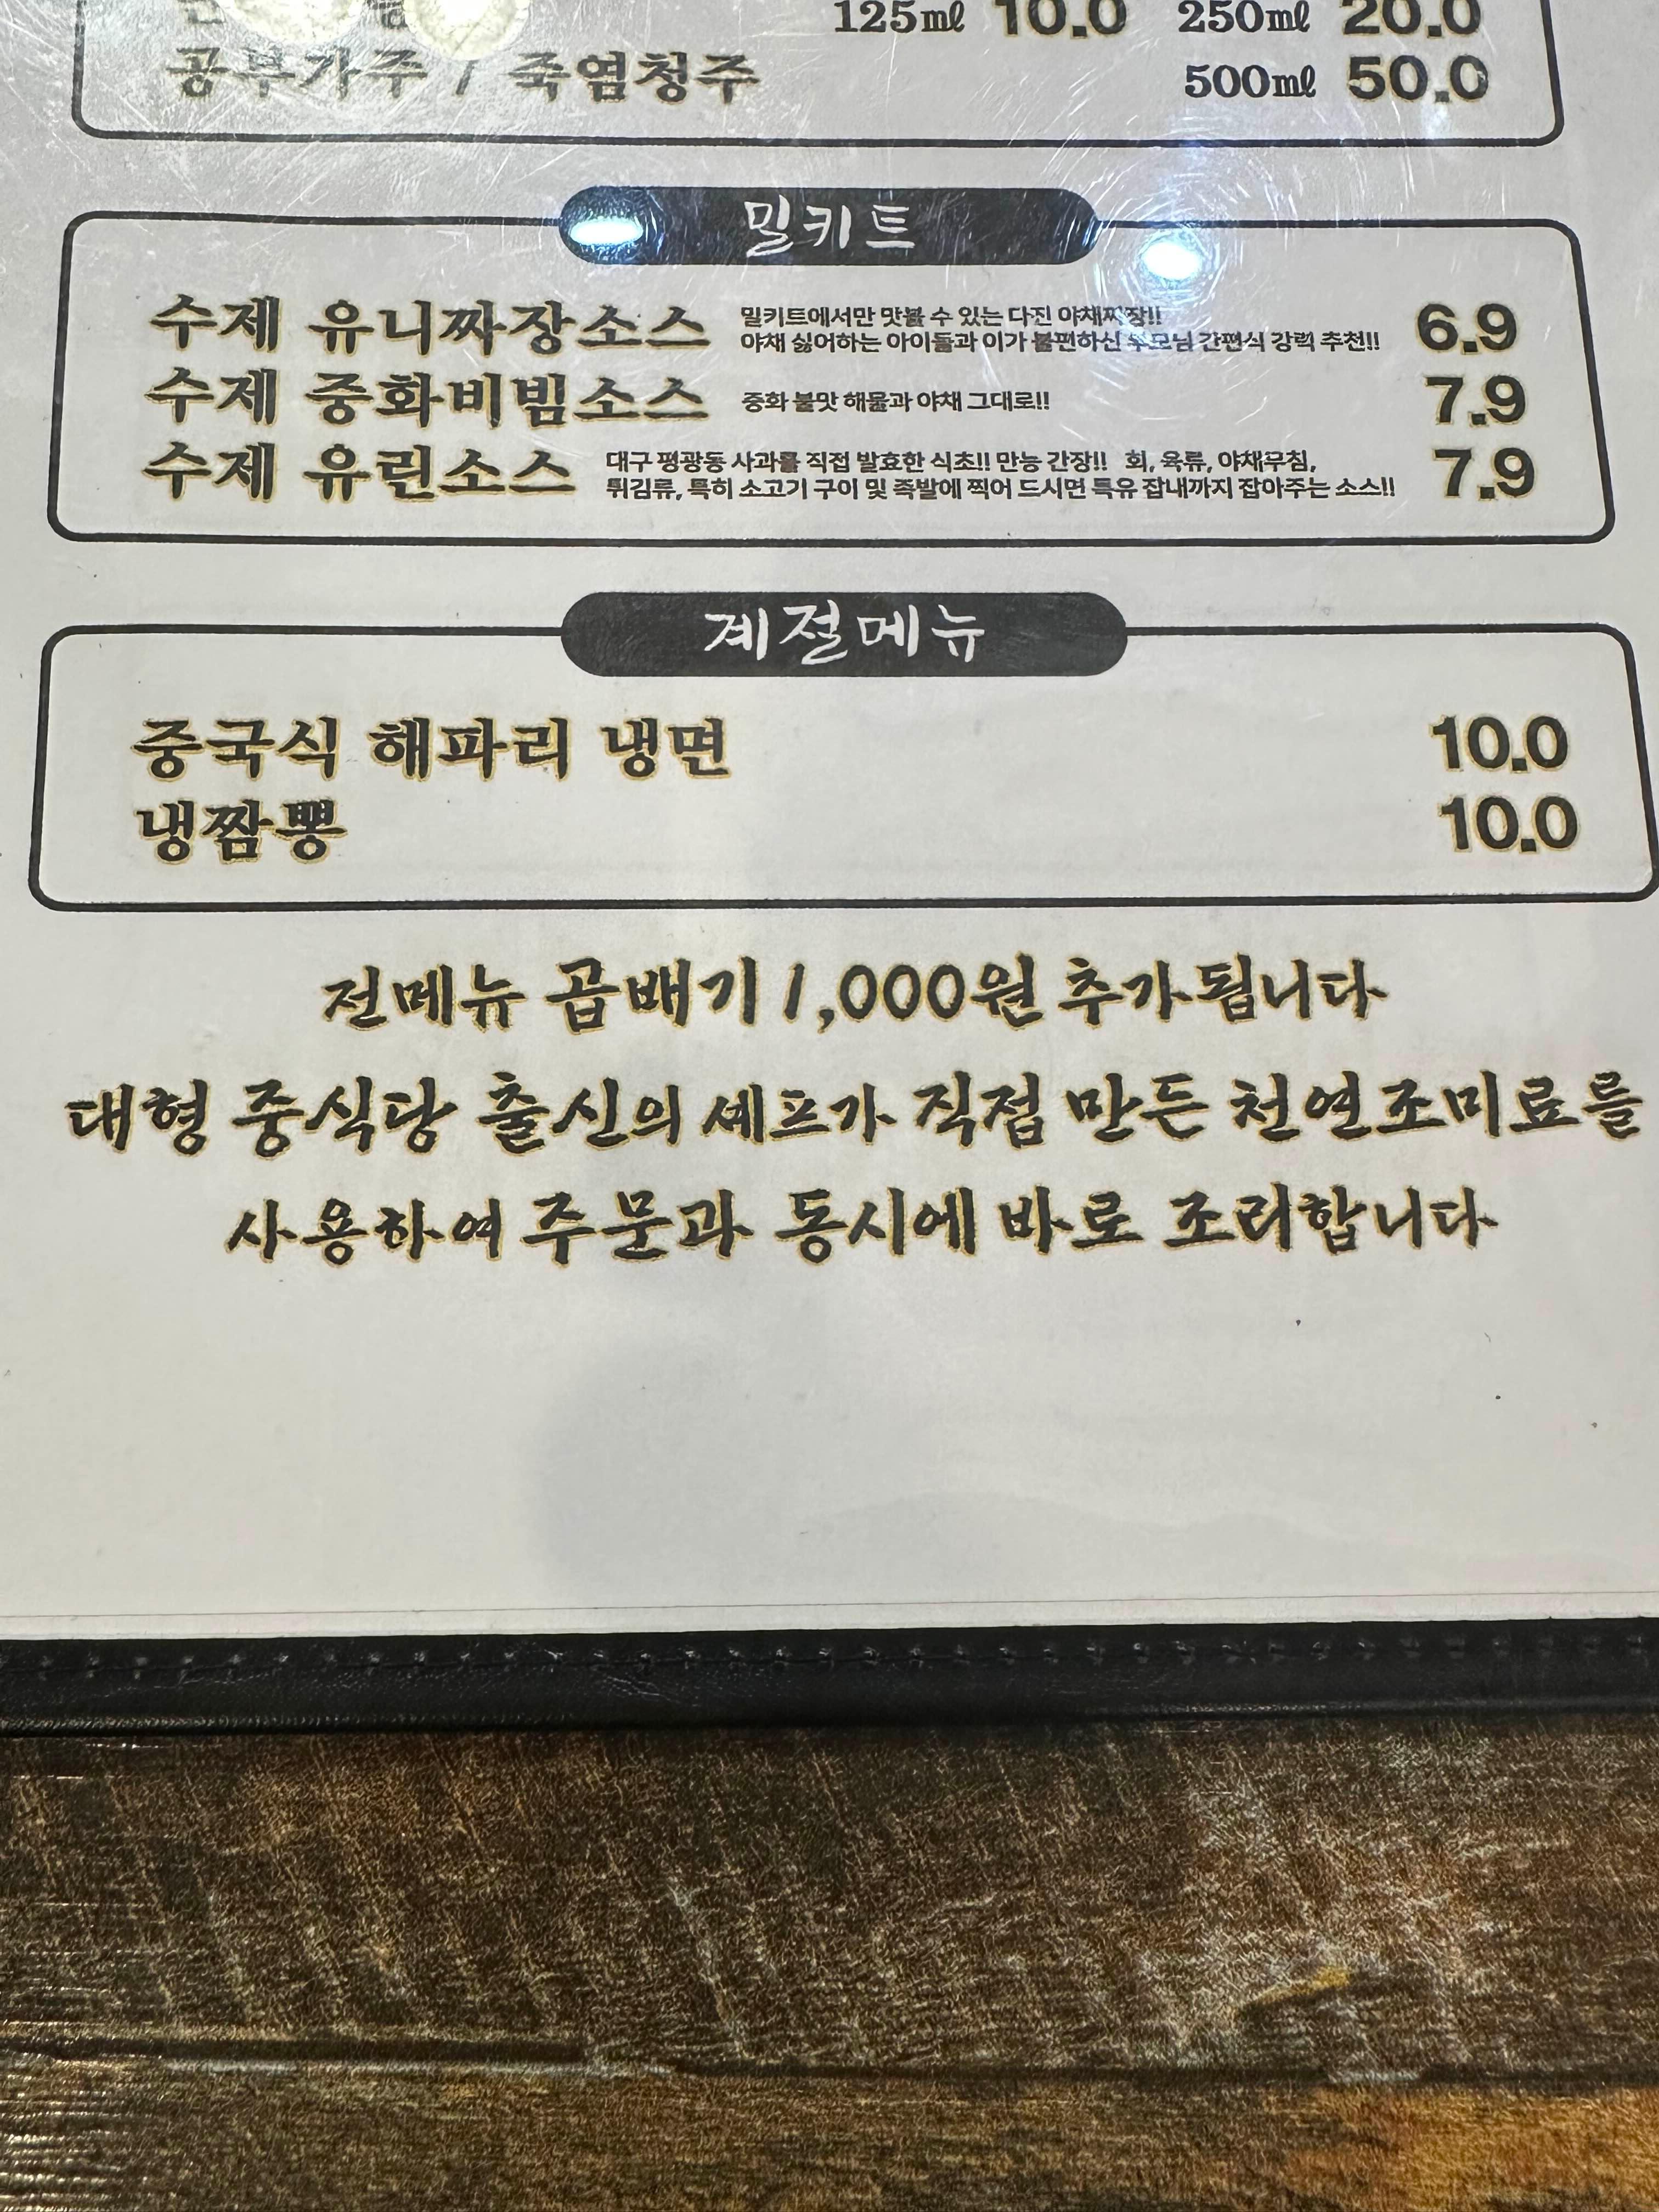 125㎖ 10.0 250㎖ 20.0
공부가주 / 죽염청주 500㎖ 50.0
밀키트
수제 유니짜장소스 밀키트에서만 맛볼 수 있는 다진 야채짜장!! 6.9
야채 싫어하는 아이들과 이가 불편하신 부모님 간편식 강력 추천!!
수제 중화비빔소스 중화 불맛 해물과 야채 그대로!! 7.9
수제 유린소스 대구 평광동 사과를 직접 발효한 식초!! 만능 간장!! 회, 육류, 야채무침, 7.9
튀김류, 특히 소고기 구이 및 족발에 찍어 드시면 특유 잡내까지 잡아주는 소스!!
계절메뉴
중국식 해파리 냉면 10.0
냉짬뽕 10.0
전메뉴 곱배기 1,000원 추가됩니다
대형 중식당 출신의 셰프가 직접 만든 천연조미료를
사용하여 주문과 동시에 바로 조리합니다